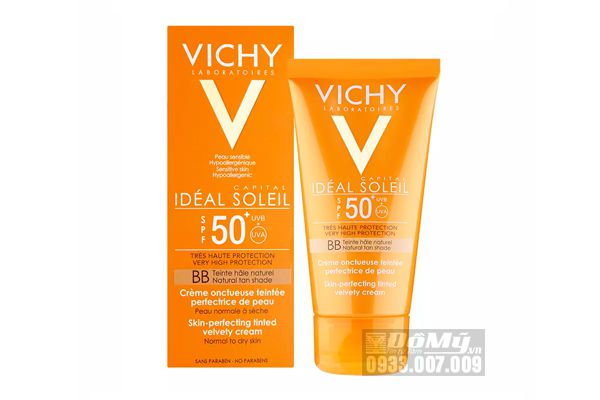 VICHY
LABORATOIRES
V
Peau sensible
Hypoallergénique
Sensitive skin
Hypoallergenic
CAPITAL
IDÉAL SOLEIL
SPF 50+ UVB + UVA
TRÈS HAUTE PROTECTION
VERY HIGH PROTECTION
BB Teinte hâle naturel
Natural tan shade
Crème onctueuse teintée
perfectrice de peau
Peau normale à sèche
Skin-perfecting tinted
velvety cream
Normal to dry skin
SANS PARABEN - NO PARABENS
VICHY
LABORATOIRES
V
CAPITAL
IDÉAL SOLEIL
SPF 50+ UVB + UVA
TRÈS HAUTE PROTECTION
VERY HIGH PROTECTION
BB Teinte hâle naturel
Natural tan shade
Crème onctueuse teintée
perfectrice de peau
Skin-perfecting tinted
velvety cream
ĐồMỹ.vn
0933.007.009